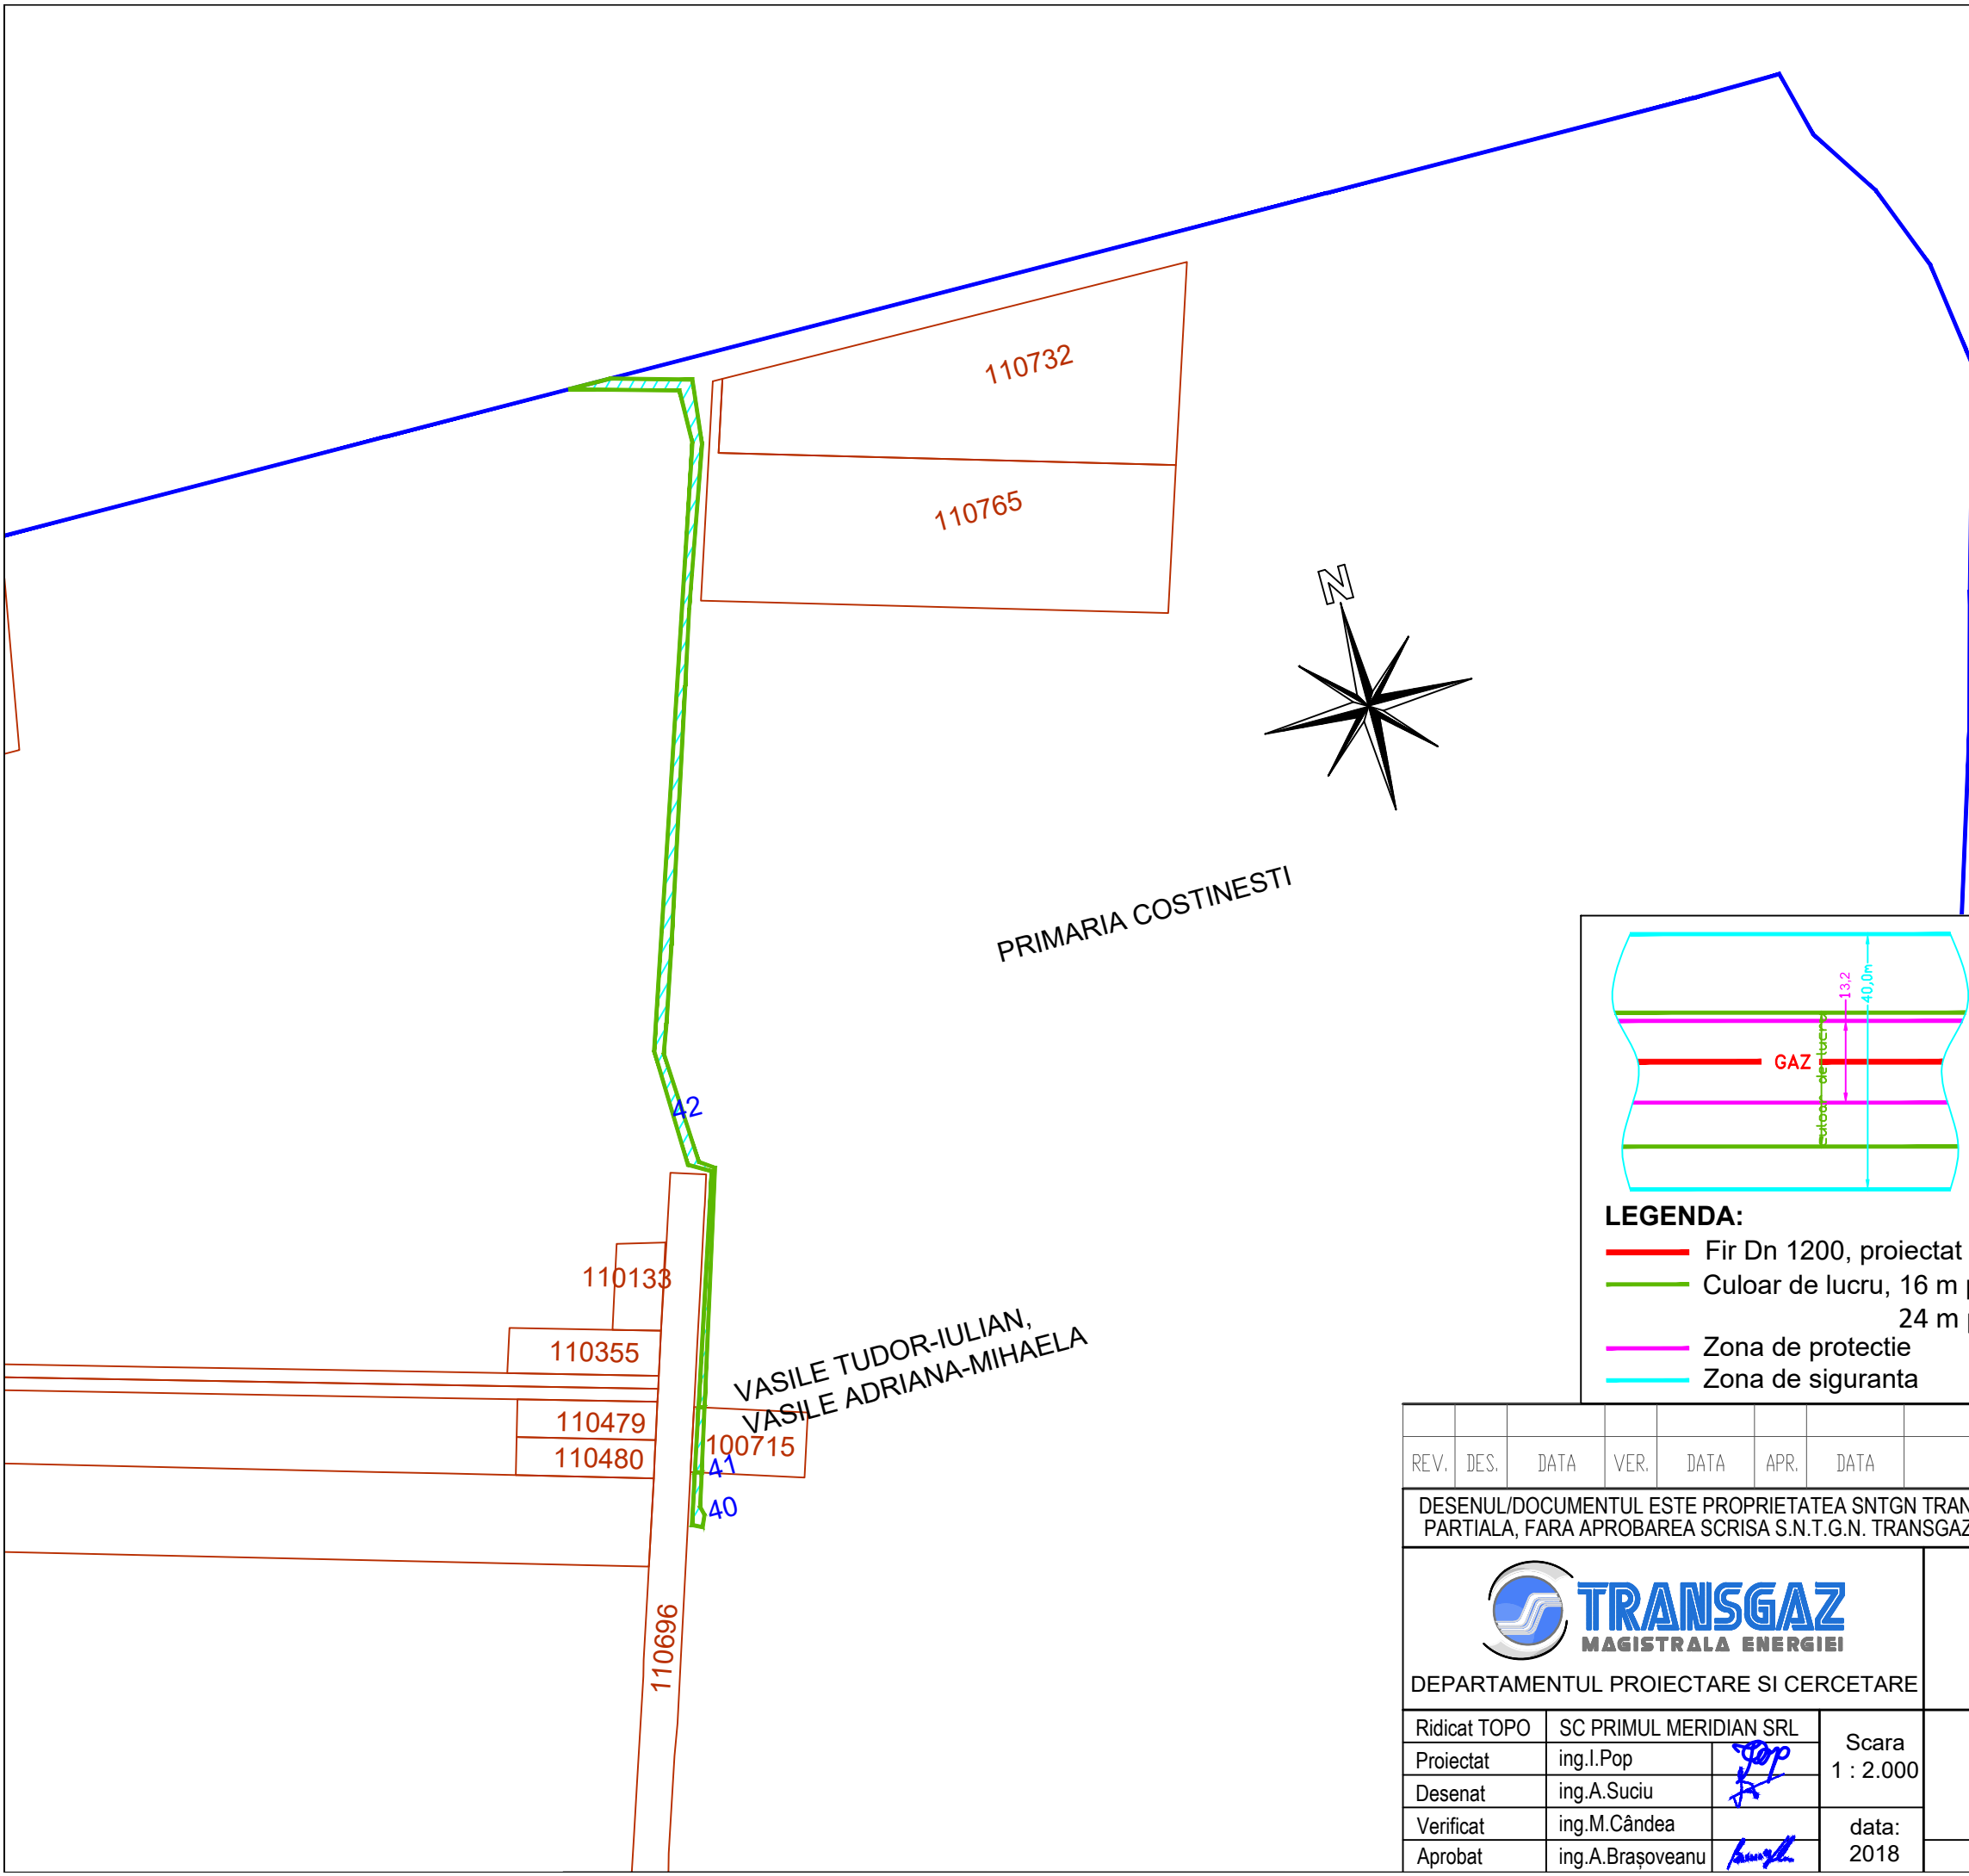 110732
110765
N
PRIMARIA COSTINESTI
13,2
40,0m
GAZ
culoar de lucru
42
LEGENDA:
Fir Dn 1200, proiectat
Culoar de lucru, 16 m p
24 m p
Zona de protectie
Zona de siguranta
110133
110355
VASILE TUDOR-IULIAN,
VASILE ADRIANA-MIHAELA
110479
110480
100715
41
40
110696
REV. DES. DATA VER. DATA APR. DATA
DESENUL/DOCUMENTUL ESTE PROPRIETATEA SNTGN TRAN
PARTIALA, FARA APROBAREA SCRISA S.N.T.G.N. TRANSGAZ
TRANSGAZ
MAGISTRALA ENERGIEI
DEPARTAMENTUL PROIECTARE SI CERCETARE
Ridicat TOPO SC PRIMUL MERIDIAN SRL
Proiectat ing.I.Pop
Desenat ing.A.Suciu
Verificat ing.M.Cândea
Aprobat ing.A.Brașoveanu
Scara
1 : 2.000
data:
2018